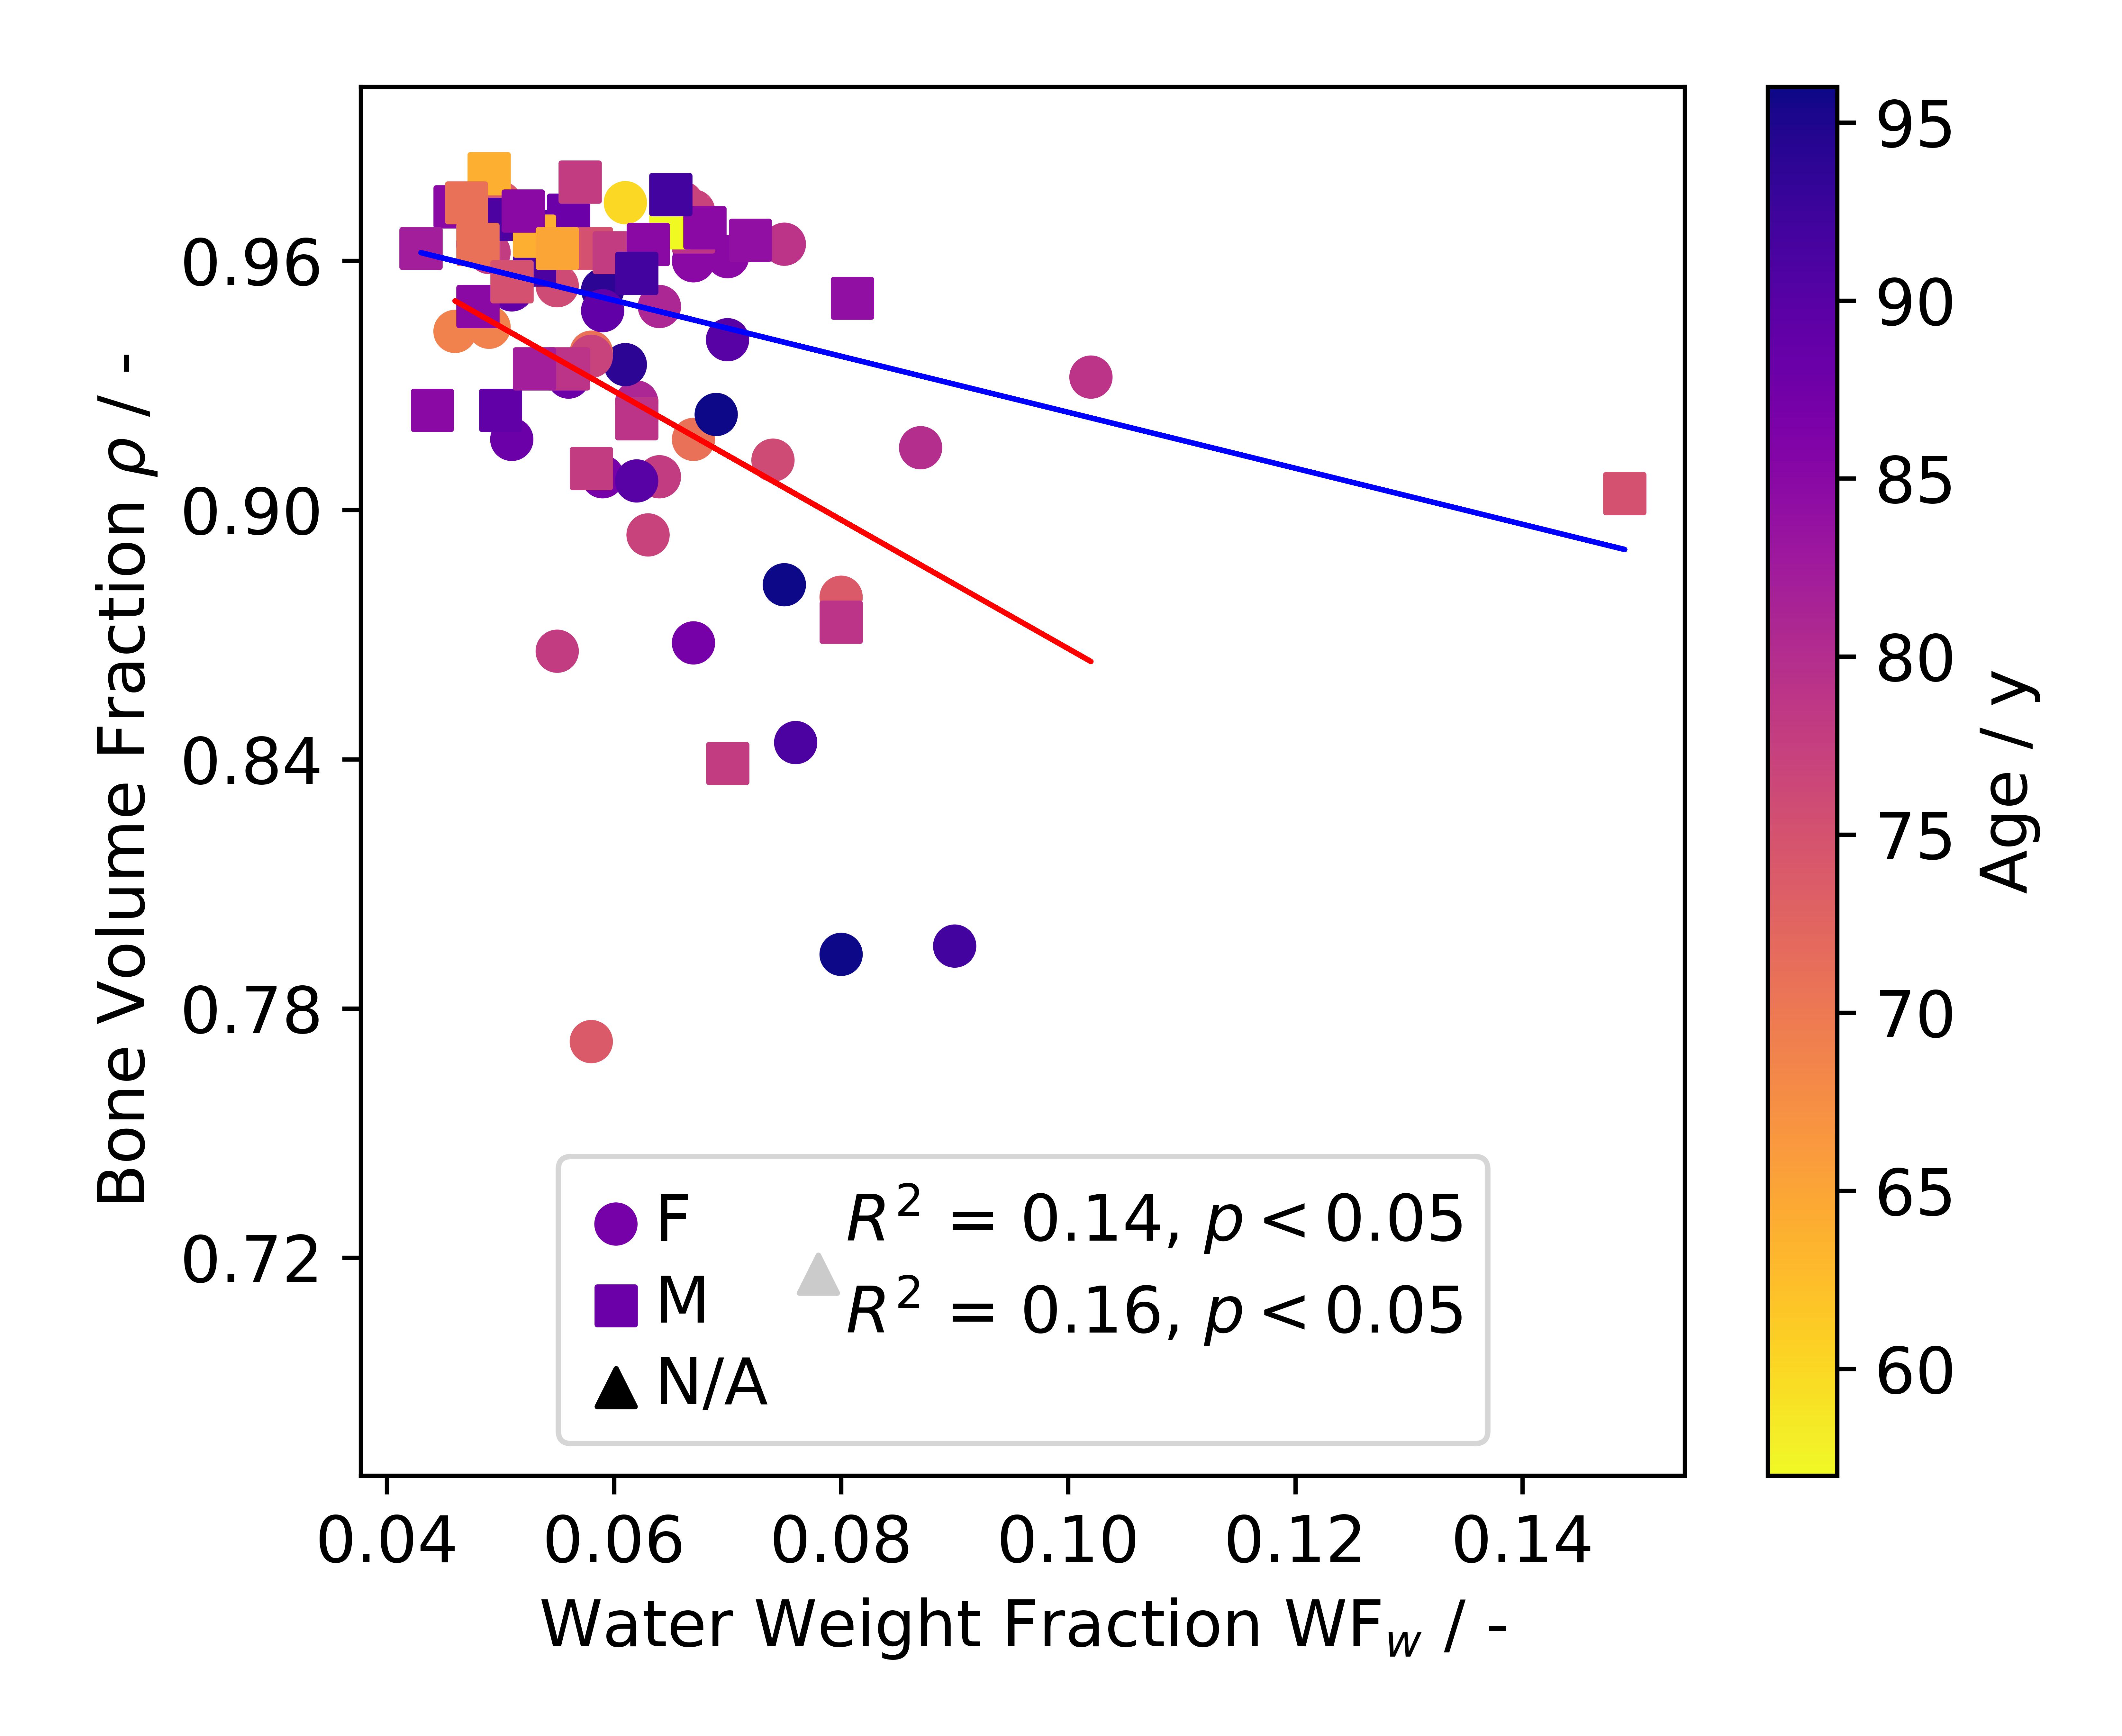 Bone Volume Fraction ρ / -
0.96
0.90
0.84
0.78
0.72
F
M
N/A
R² = 0.14, p < 0.05
R² = 0.16, p < 0.05
0.04 0.06 0.08 0.10 0.12 0.14
Water Weight Fraction WF_w / -
95
90
85
80
75
70
65
60
Age / y